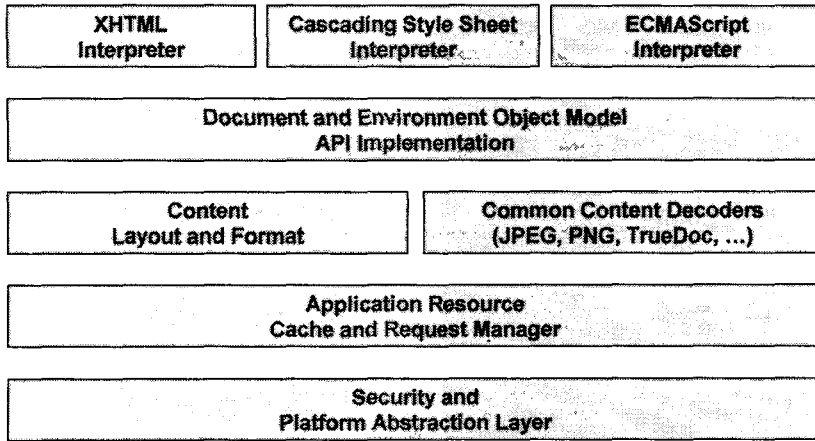 XHTML
Interpreter
Cascading Style Sheet
Interpreter
ECMAScript
Interpreter
Document and Environment Object Model
API Implementation
Content
Layout and Format
Common Content Decoders
(JPEG, PNG, TrueDoc, ...)
Application Resource
Cache and Request Manager
Security and
Platform Abstraction Layer